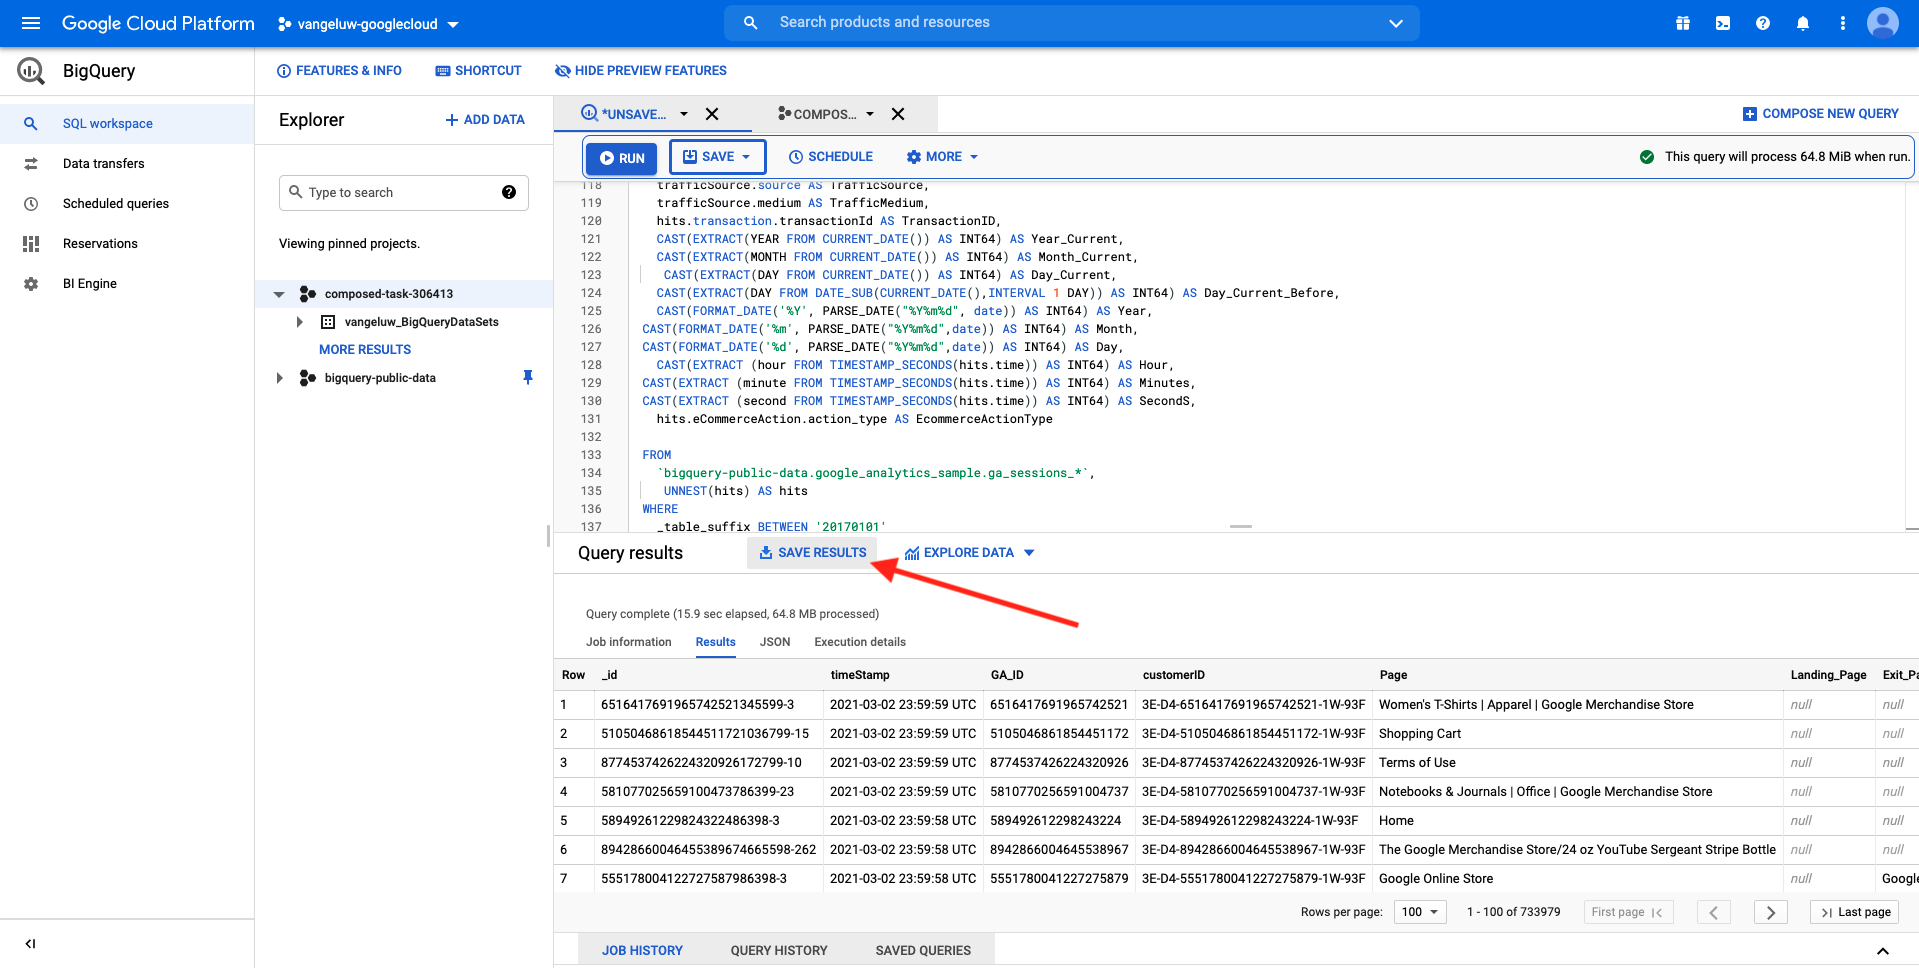 Google Cloud Platform
vangeluw-googlecloud
Search products and resources
BigQuery
FEATURES & INFO
SHORTCUT
HIDE PREVIEW FEATURES
SQL workspace
Data transfers
Scheduled queries
Reservations
BI Engine
Explorer
ADD DATA
Type to search
Viewing pinned projects.
composed-task-306413
vangeluw_BigQueryDataSets
MORE RESULTS
bigquery-public-data
*UNSAVE...
COMPOS...
COMPOSE NEW QUERY
RUN
SAVE
SCHEDULE
MORE
This query will process 64.8 MiB when run.
118 trafficSource.source AS TrafficSource,
119 trafficSource.medium AS TrafficMedium,
120 hits.transaction.transactionId AS TransactionID,
121 CAST(EXTRACT(YEAR FROM CURRENT_DATE()) AS INT64) AS Year_Current,
122 CAST(EXTRACT(MONTH FROM CURRENT_DATE()) AS INT64) AS Month_Current,
123 CAST(EXTRACT(DAY FROM CURRENT_DATE()) AS INT64) AS Day_Current,
124 CAST(EXTRACT(DAY FROM DATE_SUB(CURRENT_DATE(),INTERVAL 1 DAY)) AS INT64) AS Day_Current_Before,
125 CAST(FORMAT_DATE('%Y', PARSE_DATE("%Y%m%d", date)) AS INT64) AS Year,
126 CAST(FORMAT_DATE('%m', PARSE_DATE("%Y%m%d",date)) AS INT64) AS Month,
127 CAST(FORMAT_DATE('%d', PARSE_DATE("%Y%m%d",date)) AS INT64) AS Day,
128 CAST(EXTRACT (hour FROM TIMESTAMP_SECONDS(hits.time)) AS INT64) AS Hour,
129 CAST(EXTRACT (minute FROM TIMESTAMP_SECONDS(hits.time)) AS INT64) AS Minutes,
130 CAST(EXTRACT (second FROM TIMESTAMP_SECONDS(hits.time)) AS INT64) AS SecondS,
131 hits.eCommerceAction.action_type AS EcommerceActionType
132
133 FROM
134 `bigquery-public-data.google_analytics_sample.ga_sessions_*`,
135 UNNEST(hits) AS hits
136 WHERE
137 _table_suffix BETWEEN '20170101'
Query results
SAVE RESULTS
EXPLORE DATA
Query complete (15.9 sec elapsed, 64.8 MB processed)
Job information Results JSON Execution details
Row _id timeStamp GA_ID customerID Page Landing_Page Exit_Pa
1 6516417691965742521345599-3 2021-03-02 23:59:59 UTC 6516417691965742521 3E-D4-6516417691965742521-1W-93F Women's T-Shirts | Apparel | Google Merchandise Store null null
2 51050468618544511721036799-15 2021-03-02 23:59:59 UTC 5105046861854451172 3E-D4-5105046861854451172-1W-93F Shopping Cart null null
3 8774537426224320926172799-10 2021-03-02 23:59:59 UTC 8774537426224320926 3E-D4-8774537426224320926-1W-93F Terms of Use null null
4 581077025659100473786399-23 2021-03-02 23:59:59 UTC 5810770256591004737 3E-D4-5810770256591004737-1W-93F Notebooks & Journals | Office | Google Merchandise Store null null
5 58949261229824322486398-3 2021-03-02 23:59:58 UTC 589492612298243224 3E-D4-589492612298243224-1W-93F Home null null
6 89428660046455389674665598-262 2021-03-02 23:59:58 UTC 8942866004645538967 3E-D4-8942866004645538967-1W-93F The Google Merchandise Store/24 oz YouTube Sergeant Stripe Bottle null null
7 555178004122727587986398-3 2021-03-02 23:59:58 UTC 5551780041227275879 3E-D4-5551780041227275879-1W-93F Google Online Store null Google
Rows per page: 100 1 - 100 of 733979 First page Last page
JOB HISTORY QUERY HISTORY SAVED QUERIES